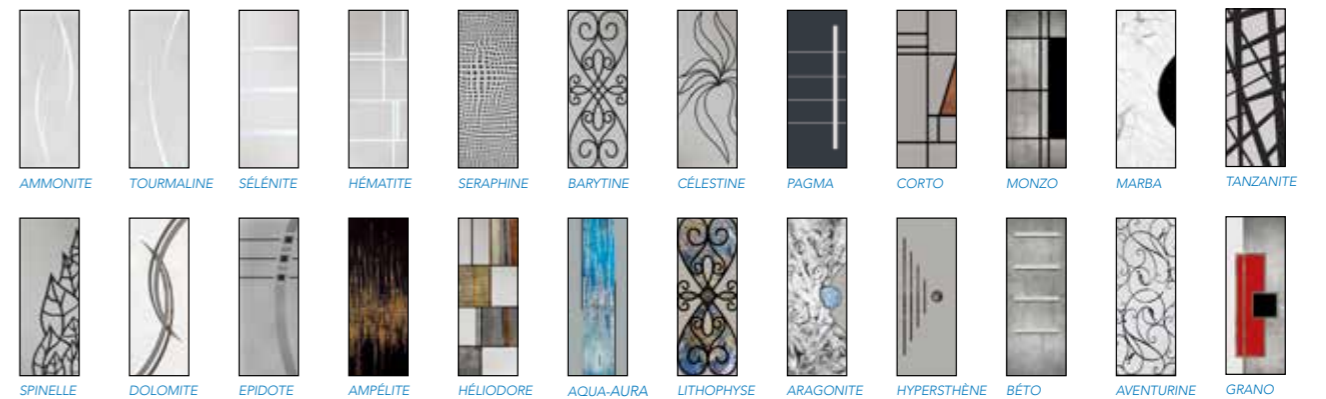 AMMONITE TOURMALINE SÉLÉNITE HÉMATITE SERAPHINE BARYTINE CÉLESTINE PAGMA CORTO MONZO MARBA TANZANITE
SPINELLE DOLOMITE EPIDOTE AMPÉLITE HÉLIODORE AQUA-AURA LITHOPHYSE ARAGONITE HYPERSTHÈNE BÉTO AVENTURINE GRANO